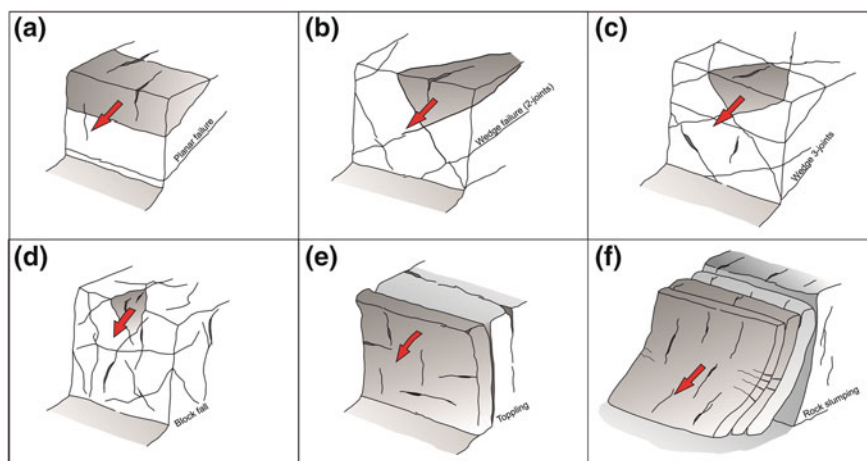 (a)
Planar failure
(b)
Wedge failure (2-joints)
(c)
Wedge 3-joints
(d)
Block fall
(e)
Toppling
(f)
Rock slumping